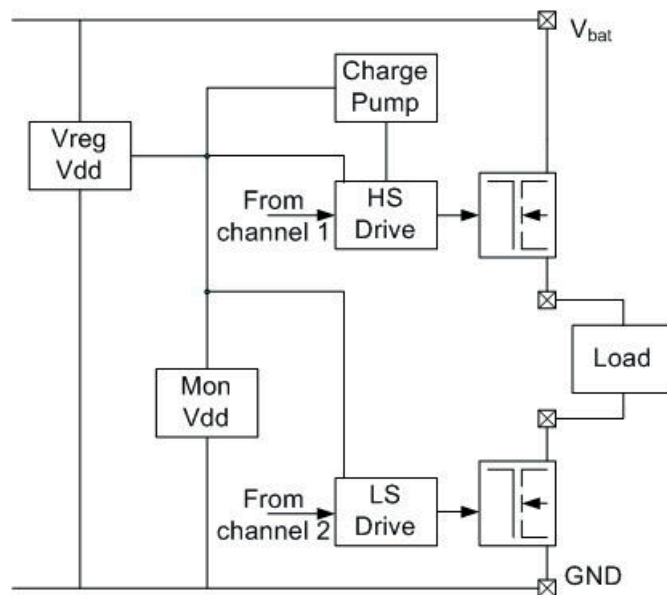 Vbat
Charge
Pump
Vreg
Vdd
From
channel 1
HS
Drive
Load
Mon
Vdd
From
channel 2
LS
Drive
GND